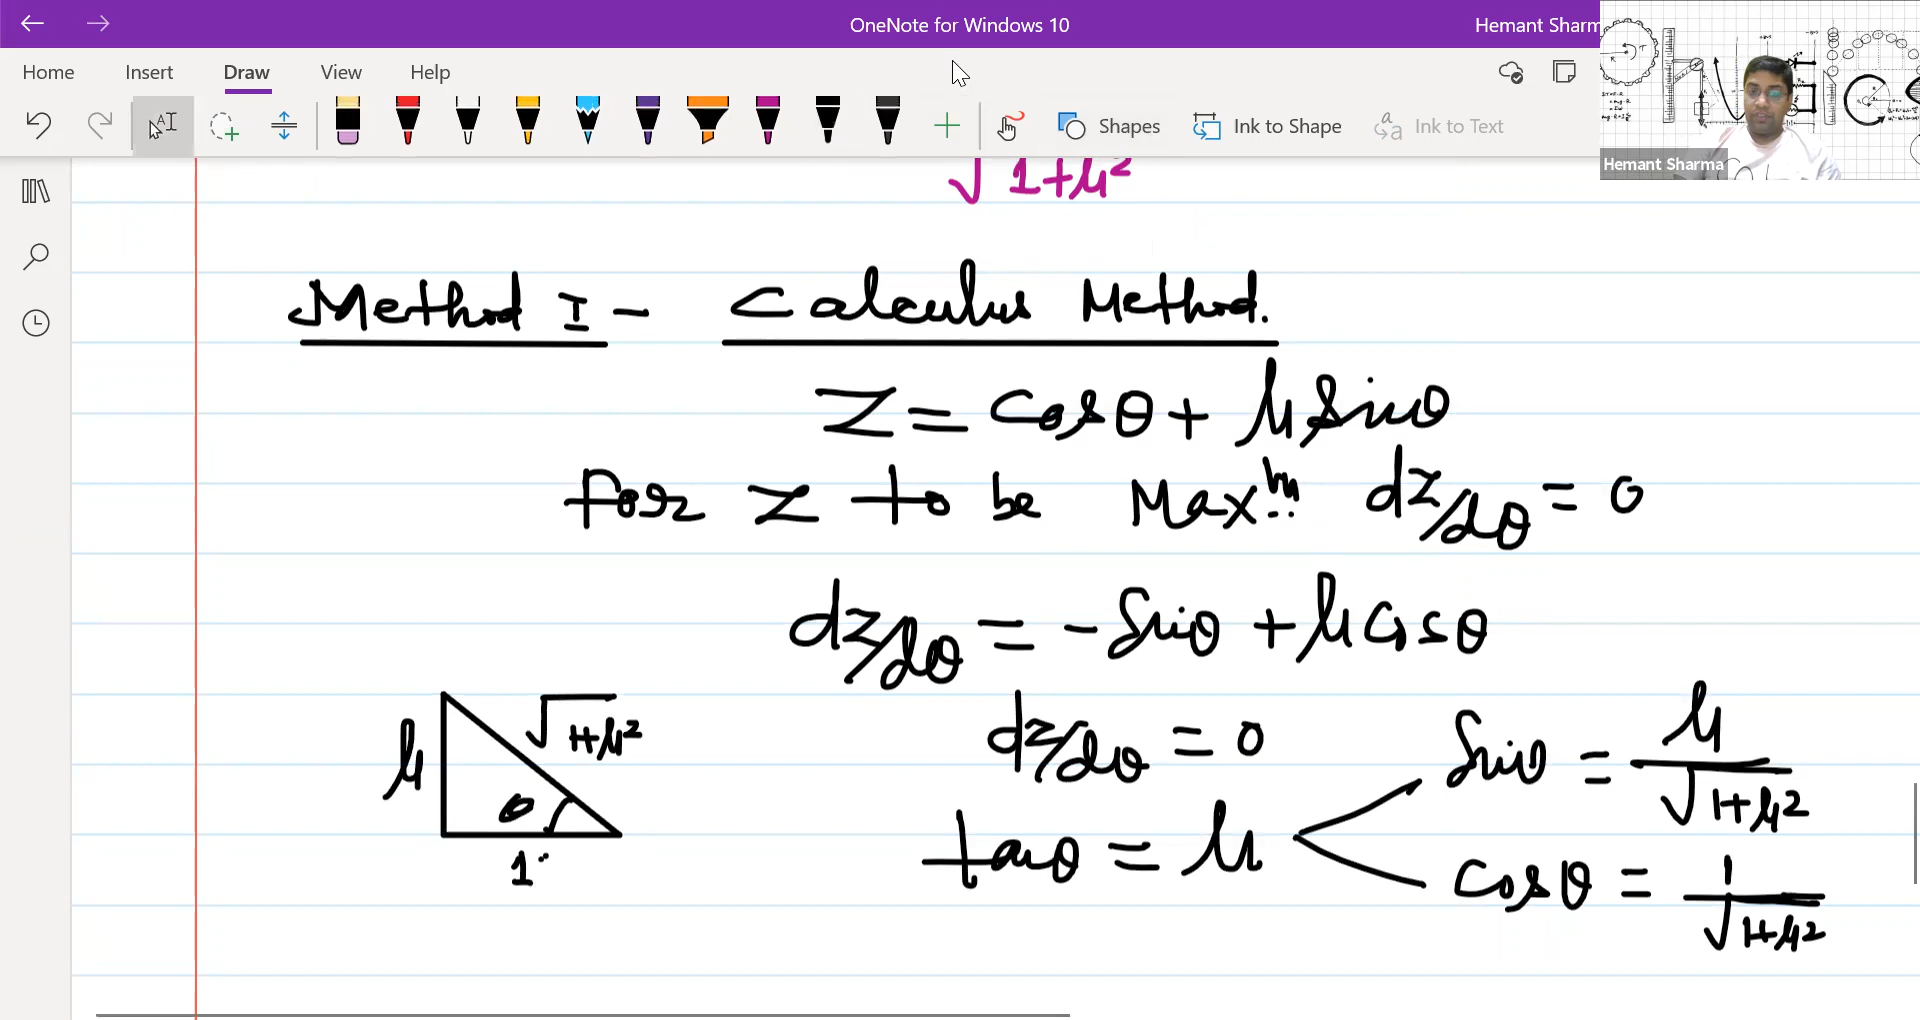 OneNote for Windows 10
Hemant Sharm
Home Insert Draw View Help
Shapes Ink to Shape Ink to Text
Hemant Sharma
√1+μ²
Method I - Calculus Method.
Z = cosθ + μ sinθ
for Z to be Maxm dz/dθ = 0
dz/dθ = - sinθ + μ cosθ
dz/dθ = 0
μ
√1+μ²
θ
1
tanθ = μ
sinθ = μ/√1+μ²
cosθ = 1/√1+μ²